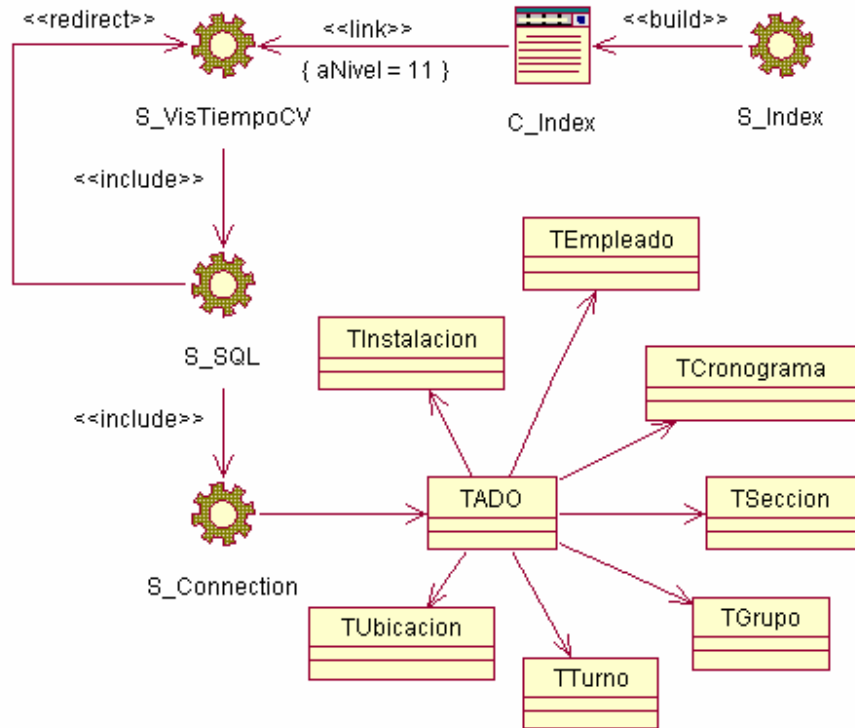 <<redirect>>
<<link>>
<<build>>
{ aNivel = 11 }
S_VisTiempoCV
C_Index
S_Index
<<include>>
TEmpleado
TInstalacion
S_SQL
TCronograma
<<include>>
TADO
TSeccion
S_Connection
TUbicacion
TGrupo
TTurno